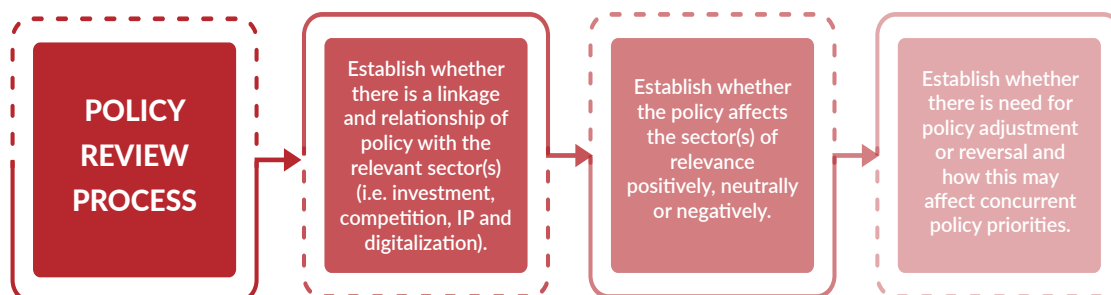 POLICY
REVIEW
PROCESS
Establish whether
there is a linkage
and relationship of
policy with the
relevant sector(s)
(i.e. investment,
competition, IP and
digitalization).
Establish whether
the policy affects
the sector(s) of
relevance
positively, neutrally
or negatively.
Establish whether
there is need for
policy adjustment
or reversal and
how this may
affect concurrent
policy priorities.